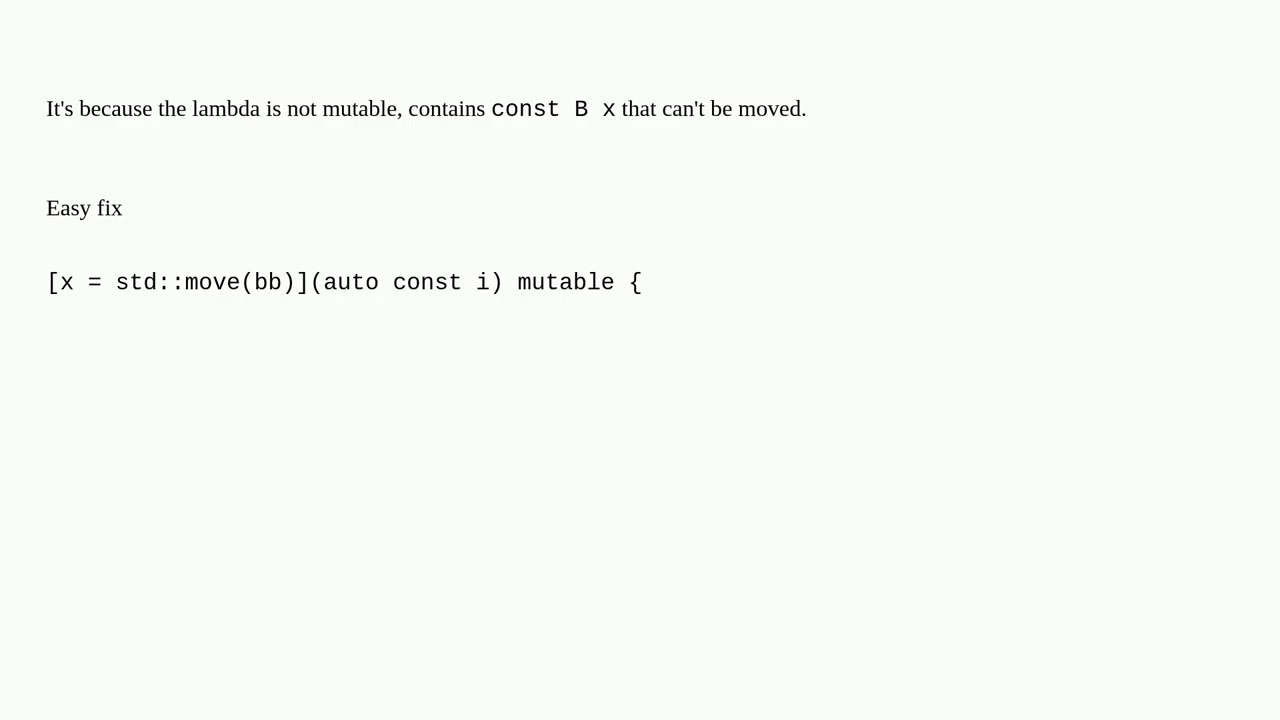 It's because the lambda is not mutable, contains const B x that can't be moved.
Easy fix
[x = std::move(bb)](auto const i) mutable {